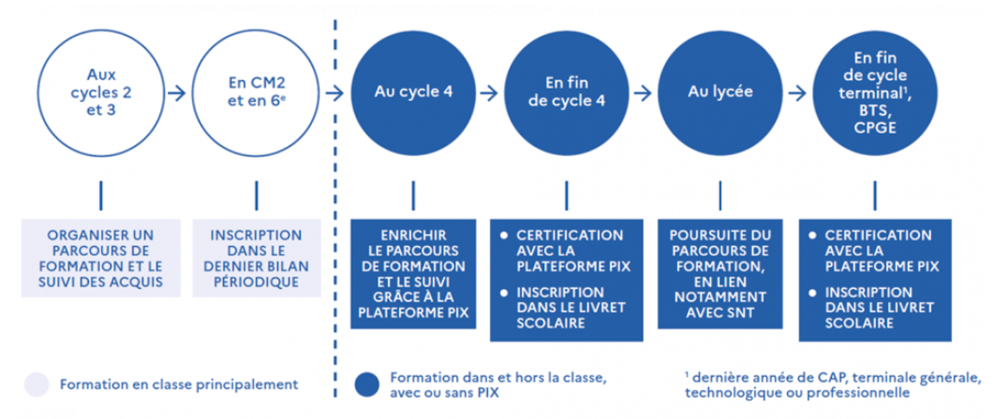 Aux
cycles 2
et 3
En CM2
et en 6ᵉ
Au cycle 4
En fin
de cycle 4
Au lycée
En fin
de cycle
terminal¹,
BTS,
CPGE
ORGANISER UN
PARCOURS DE
FORMATION ET LE
SUIVI DES ACQUIS
INSCRIPTION
DANS LE
DERNIER BILAN
PÉRIODIQUE
ENRICHIR
LE PARCOURS
DE FORMATION
ET LE SUIVI
GRÂCE À LA
PLATEFORME PIX
• CERTIFICATION
AVEC LA
PLATEFORME PIX
• INSCRIPTION
DANS LE LIVRET
SCOLAIRE
POURSUITE DU
PARCOURS DE
FORMATION,
EN LIEN
NOTAMMENT
AVEC SNT
• CERTIFICATION
AVEC LA
PLATEFORME PIX
• INSCRIPTION
DANS LE LIVRET
SCOLAIRE
Formation en classe principalement
Formation dans et hors la classe,
avec ou sans PIX
¹ dernière année de CAP, terminale générale,
technologique ou professionnelle